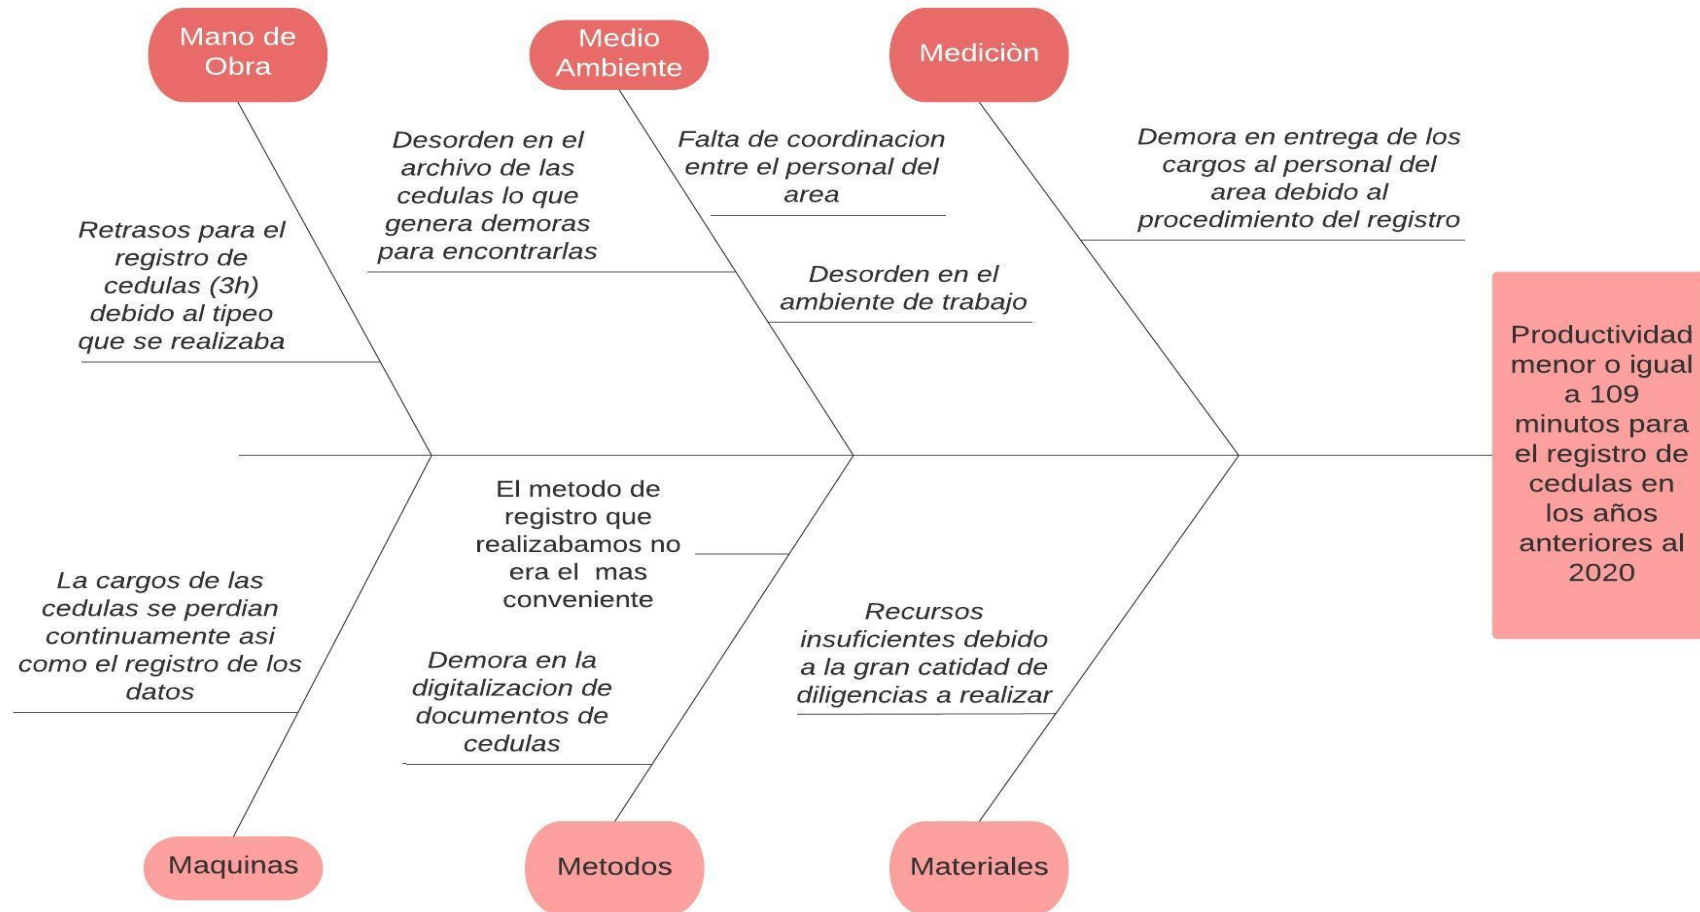 Mano de
Obra
Medio
Ambiente
Mediciòn
Desorden en el
archivo de las
cedulas lo que
genera demoras
para encontrarlas
Falta de coordinacion
entre el personal del
area
Demora en entrega de los
cargos al personal del
area debido al
procedimiento del registro
Retrasos para el
registro de
cedulas (3h)
debido al tipeo
que se realizaba
Desorden en el
ambiente de trabajo
Productividad
menor o igual
a 109
minutos para
el registro de
cedulas en
los años
anteriores al
2020
El metodo de
registro que
realizabamos no
era el  mas
conveniente
La cargos de las
cedulas se perdian
continuamente asi
como el registro de los
datos
Recursos
insuficientes debido
a la gran catidad de
diligencias a realizar
Demora en la
digitalizacion de
documentos de
cedulas
Maquinas
Metodos
Materiales